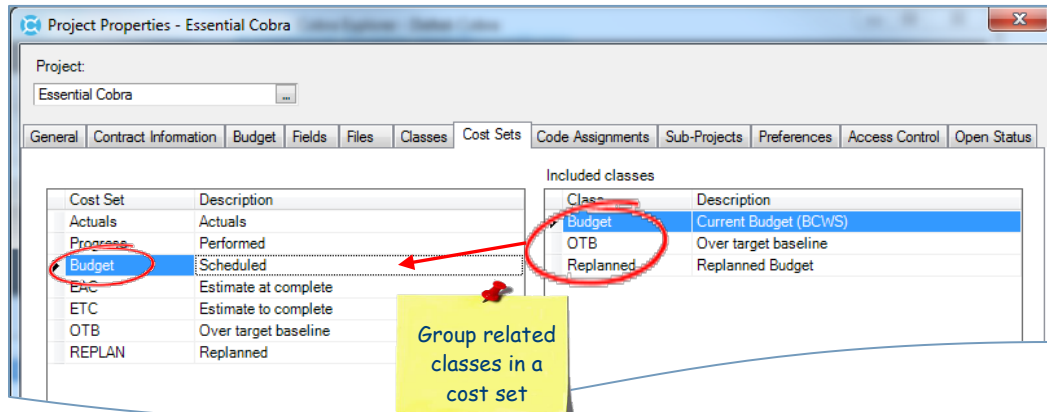 Project Properties - Essential Cobra
Project:
Essential Cobra ...
General Contract Information Budget Fields Files Classes Cost Sets Code Assignments Sub-Projects Preferences Access Control Open Status
Included classes
Cost Set Description
Actuals Actuals
Progress Performed
Budget Scheduled
EAC Estimate at complete
ETC Estimate to complete
OTB Over target baseline
REPLAN Replanned
Class Description
Budget Current Budget (BCWS)
OTB Over target baseline
Replanned Replanned Budget
Group related
classes in a
cost set